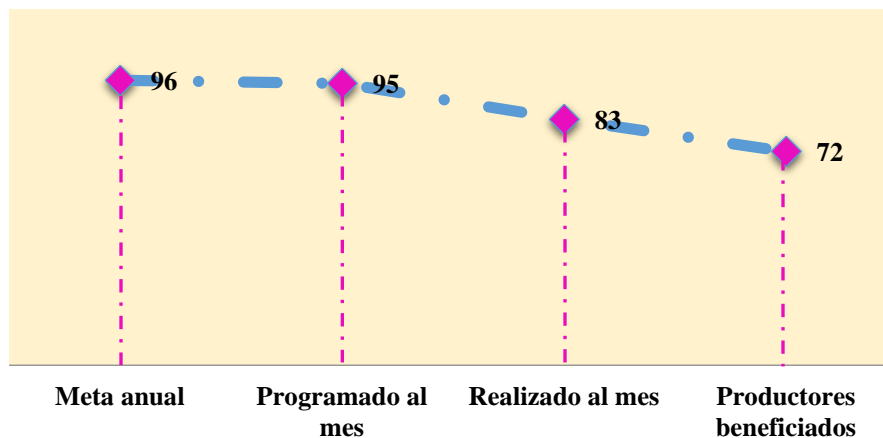 96
95
83
72
Meta anual
Programado al
mes
Realizado al mes
Productores
beneficiados